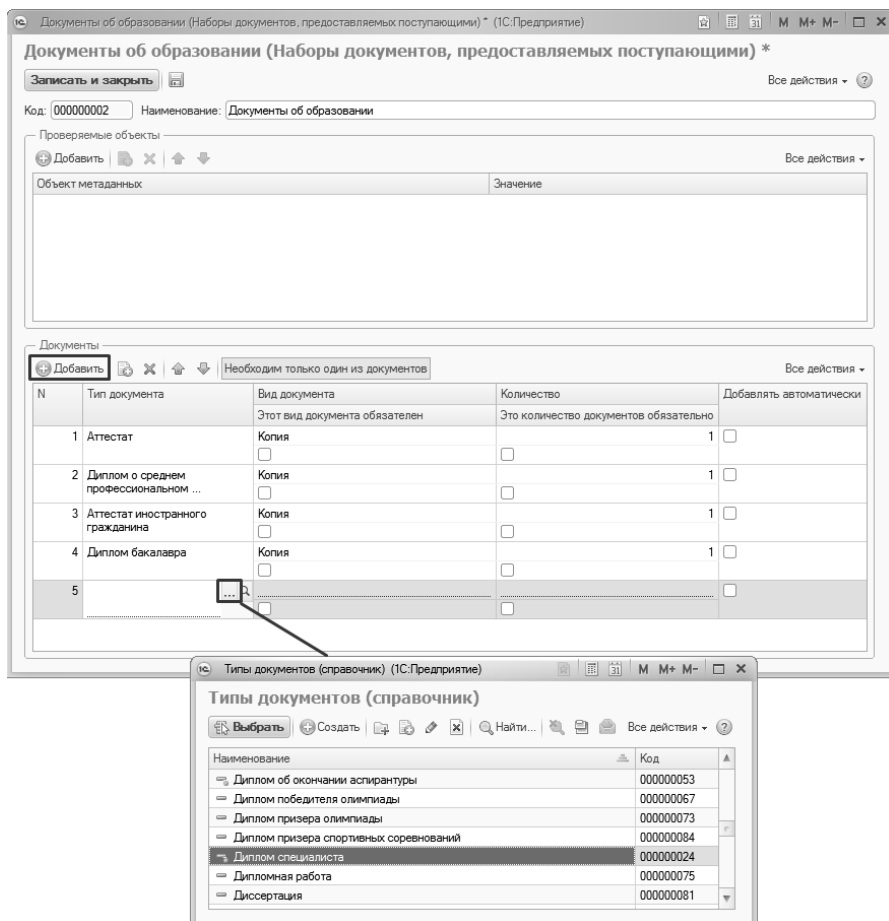 Документы об образовании (Наборы документов, предоставляемых поступающими) * (1С:Предприятие)
M M+ M-
Документы об образовании (Наборы документов, предоставляемых поступающими) *
Записать и закрыть
Все действия
Код: 000000002 Наименование: Документы об образовании
Проверяемые объекты
Добавить
Все действия
Объект метаданных Значение
Документы
Добавить Необходим только один из документов Все действия
N Тип документа Вид документа Количество Добавлять автоматически
Этот вид документа обязателен Это количество документов обязательно
1 Аттестат Копия 1
2 Диплом о среднем Копия 1
профессиональном ...
3 Аттестат иностранного Копия 1
гражданина
4 Диплом бакалавра Копия 1
5 ...
Типы документов (справочник) (1С:Предприятие) M M+ M-
Типы документов (справочник)
Выбрать Создать Найти... Все действия
Наименование Код
Диплом об окончании аспирантуры 000000053
Диплом победителя олимпиады 000000067
Диплом призера олимпиады 000000073
Диплом призера спортивных соревнований 000000084
Диплом специалиста 000000024
Дипломная работа 000000075
Диссертация 000000081